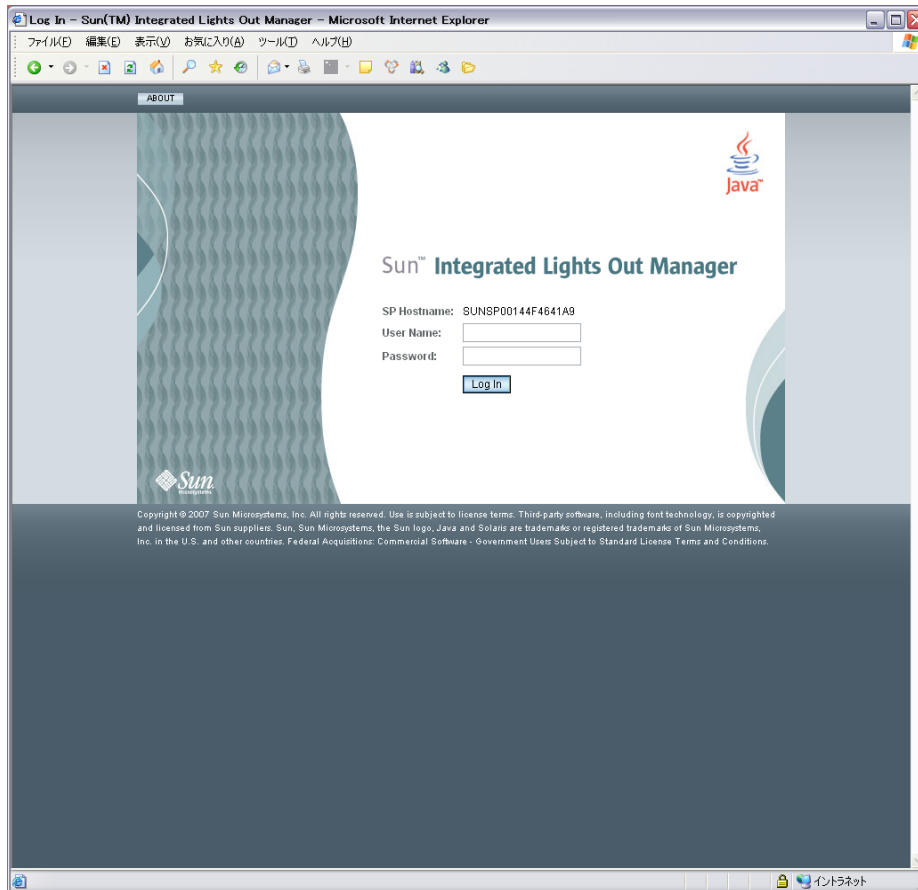 Log In - Sun(TM) Integrated Lights Out Manager - Microsoft Internet Explorer
ファイル(F) 編集(E) 表示(V) お気に入り(A) ツール(T) ヘルプ(H)
ABOUT
Java™
Sun™ Integrated Lights Out Manager
SP Hostname: SUNSP00144F4641A9
User Name:
Password:
Log In
Sun
microsystems
Copyright © 2007 Sun Microsystems, Inc. All rights reserved. Use is subject to license terms. Third-party software, including font technology, is copyrighted
and licensed from Sun suppliers. Sun, Sun Microsystems, the Sun logo, Java and Solaris are trademarks or registered trademarks of Sun Microsystems,
Inc. in the U.S. and other countries. Federal Acquisitions: Commercial Software - Government Users Subject to Standard License Terms and Conditions.
イントラネット